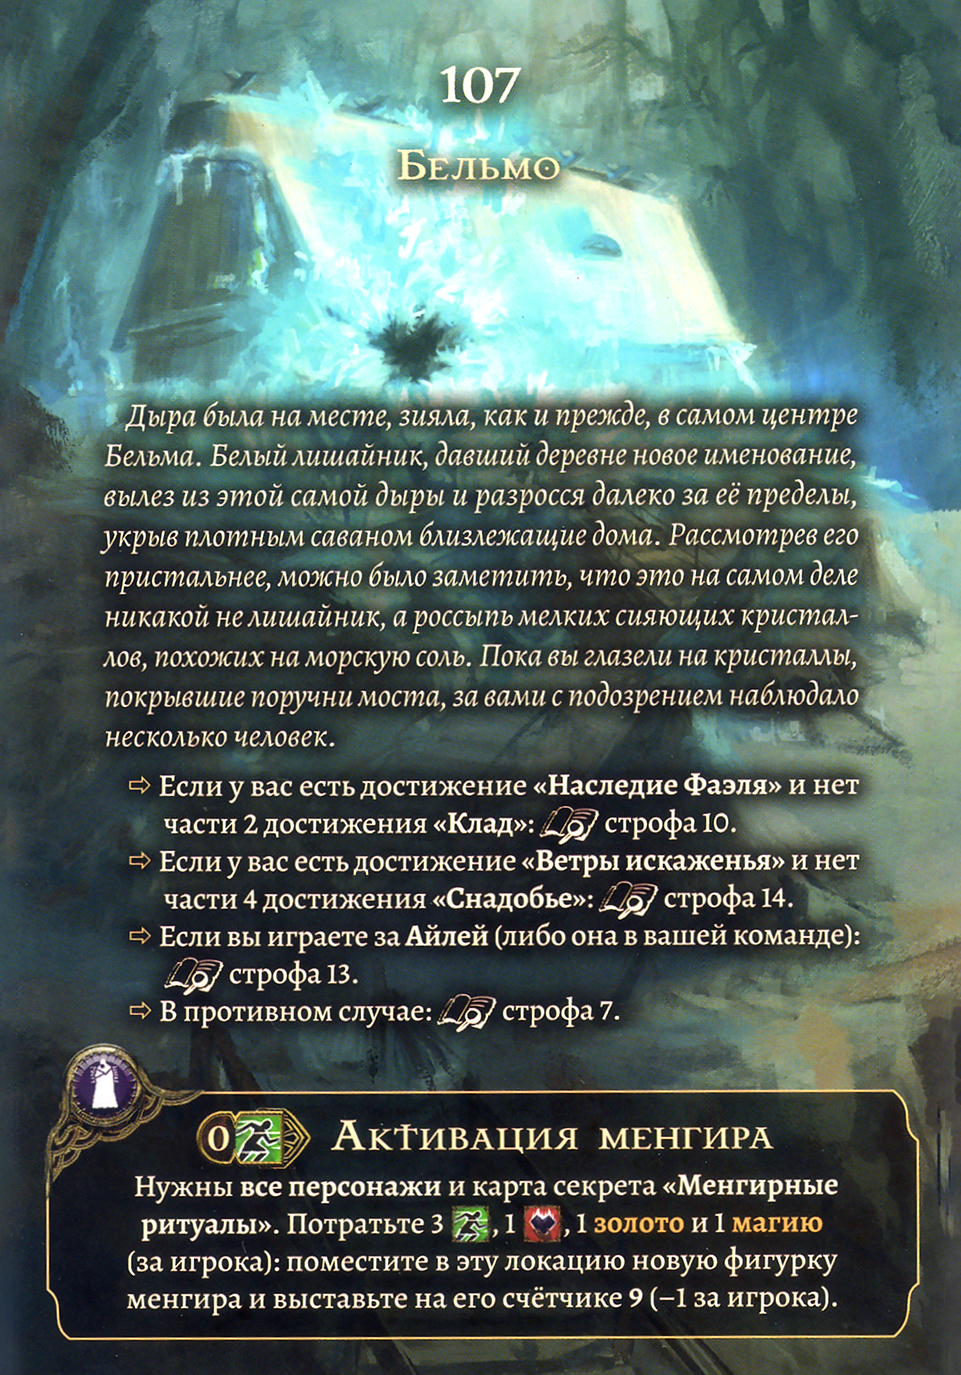 107
Бельмо
Дыра была на месте, зияла, как и прежде, в самом центре
Бельма. Белый лишайник, давший деревне новое именование,
вылез из этой самой дыры и разросся далеко за её пределы,
укрыв плотным саваном близлежащие дома. Рассмотрев его
пристальнее, можно было заметить, что это на самом деле
никакой не лишайник, а россыпь мелких сияющих кристал-
лов, похожих на морскую соль. Пока вы глазели на кристаллы,
покрывшие поручни моста, за вами с подозрением наблюдало
несколько человек.
⇨ Если у вас есть достижение «Наследие Фаэля» и нет
части 2 достижения «Клад»: строфа 10.
⇨ Если у вас есть достижение «Ветры искаженья» и нет
части 4 достижения «Снадобье»: строфа 14.
⇨ Если вы играете за Айлей (либо она в вашей команде):
строфа 13.
⇨ В противном случае: строфа 7.
0 Активация менгира
Нужны все персонажи и карта секрета «Менгирные
ритуалы». Потратьте 3 , 1 , 1 золото и 1 магию
(за игрока): поместите в эту локацию новую фигурку
менгира и выставьте на его счётчике 9 (–1 за игрока).